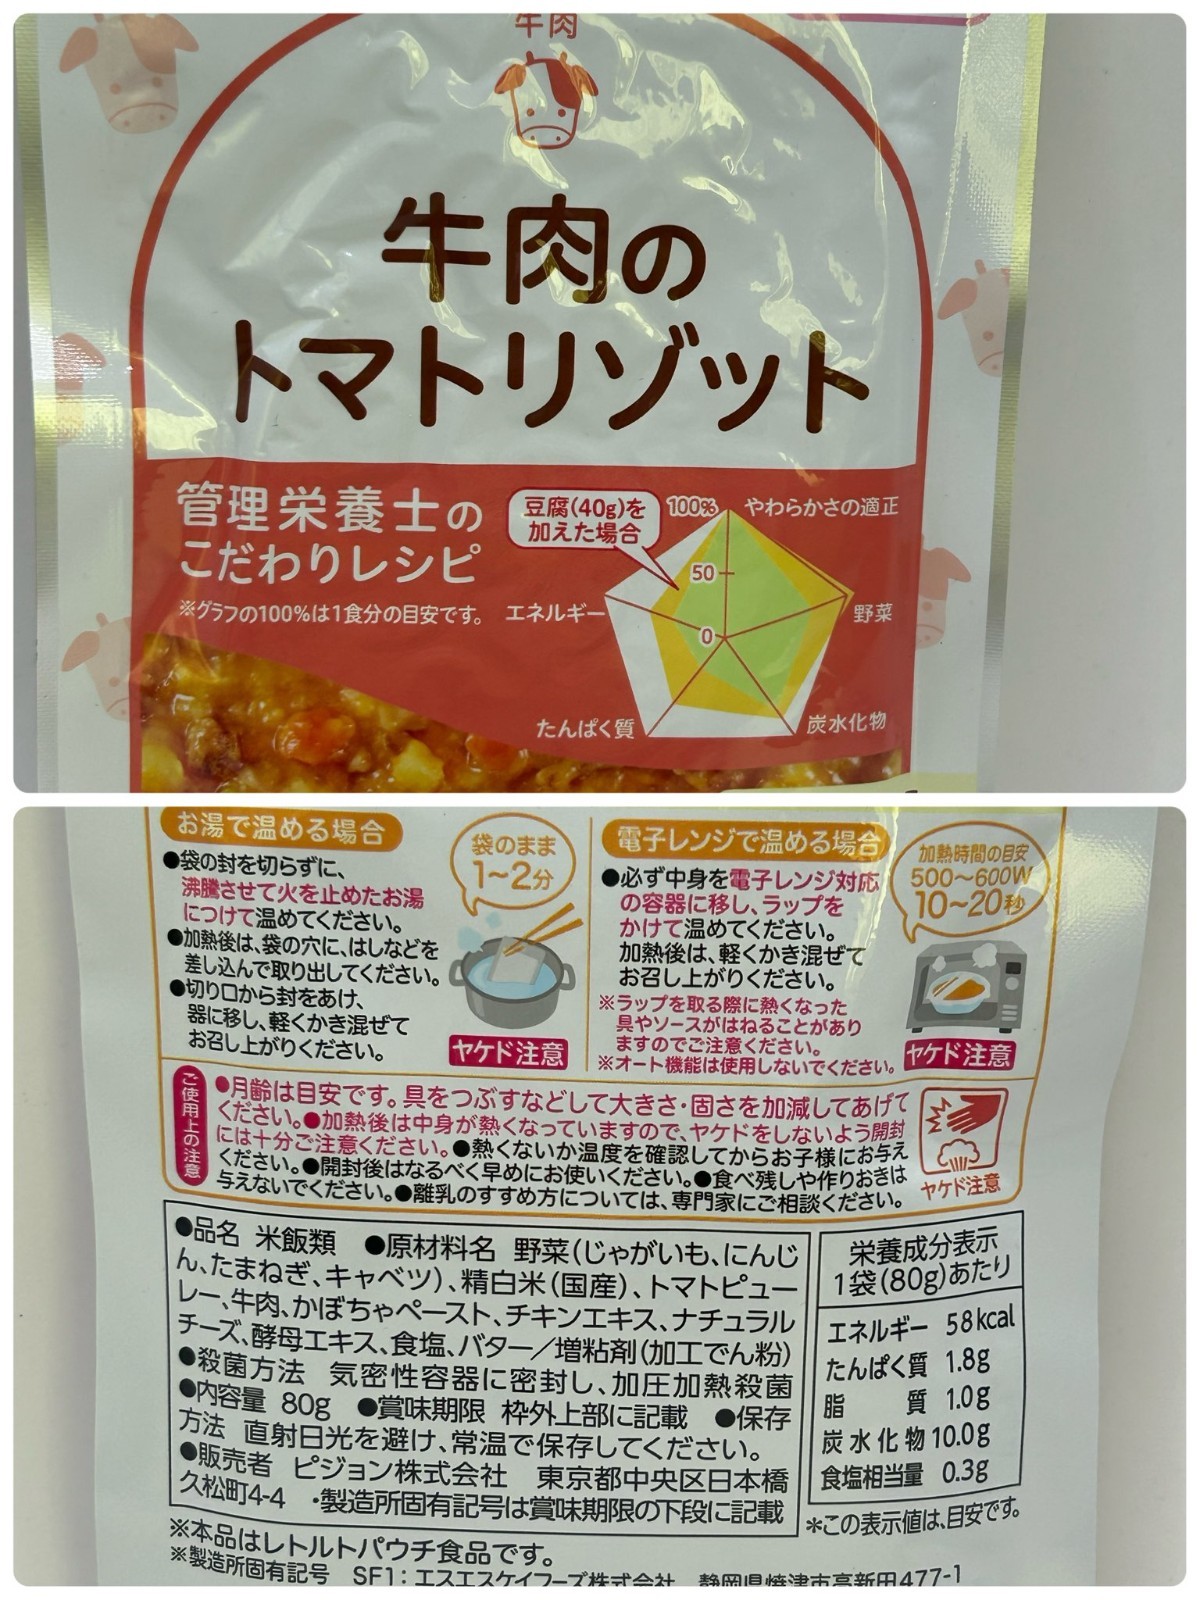 牛肉
牛肉の
トマトリゾット
管理栄養士の
こだわりレシピ
※グラフの100%は1食分の目安です。
豆腐(40g)を
加えた場合
100%
やわらかさの適正
50
エネルギー
0
野菜
たんぱく質
炭水化物
お湯で温める場合
●袋の封を切らずに、
沸騰させて火を止めたお湯
につけて温めてください。
●加熱後は、袋の穴に、はしなどを
差し込んで取り出してください。
●切り口から封をあけ、
器に移し、軽くかき混ぜて
お召し上がりください。
袋のまま
1〜2分
ヤケド注意
電子レンジで温める場合
●必ず中身を電子レンジ対応
の容器に移し、ラップを
かけて温めてください。
加熱後は、軽くかき混ぜて
お召し上がりください。
※ラップを取る際に熱くなった
具やソースがはねることがあり
ますのでご注意ください。
※オート機能は使用しないでください。
加熱時間の目安
500〜600W
10〜20秒
ヤケド注意
ご使用上の注意
●月齢は目安です。具をつぶすなどして大きさ・固さを加減してあげて
ください。●加熱後は中身が熱くなっていますので、ヤケドをしないよう開封
には十分ご注意ください。●熱くないか温度を確認してからお子様にお与え
ください。●開封後はなるべく早めにお使いください。●食べ残しや作りおきは
与えないでください。●離乳のすすめ方については、専門家にご相談ください。
ヤケド注意
●品名 米飯類 ●原材料名 野菜(じゃがいも、にんじ
ん、たまねぎ、キャベツ)、精白米(国産)、トマトピュー
レー、牛肉、かぼちゃペースト、チキンエキス、ナチュラル
チーズ、酵母エキス、食塩、バター／増粘剤(加工でん粉)
●殺菌方法 気密性容器に密封し、加圧加熱殺菌
●内容量 80g ●賞味期限 枠外上部に記載 ●保存
方法 直射日光を避け、常温で保存してください。
●販売者 ピジョン株式会社 東京都中央区日本橋
久松町4-4 ・製造所固有記号は賞味期限の下段に記載
栄養成分表示
1袋(80g)あたり
エネルギー 58kcal
たんぱく質 1.8g
脂質 1.0g
炭水化物 10.0g
食塩相当量 0.3g
＊この表示値は、目安です。
※本品はレトルトパウチ食品です。
※製造所固有記号 SF1：エスエスケイフーズ株式会社 静岡県焼津市高新田477-1